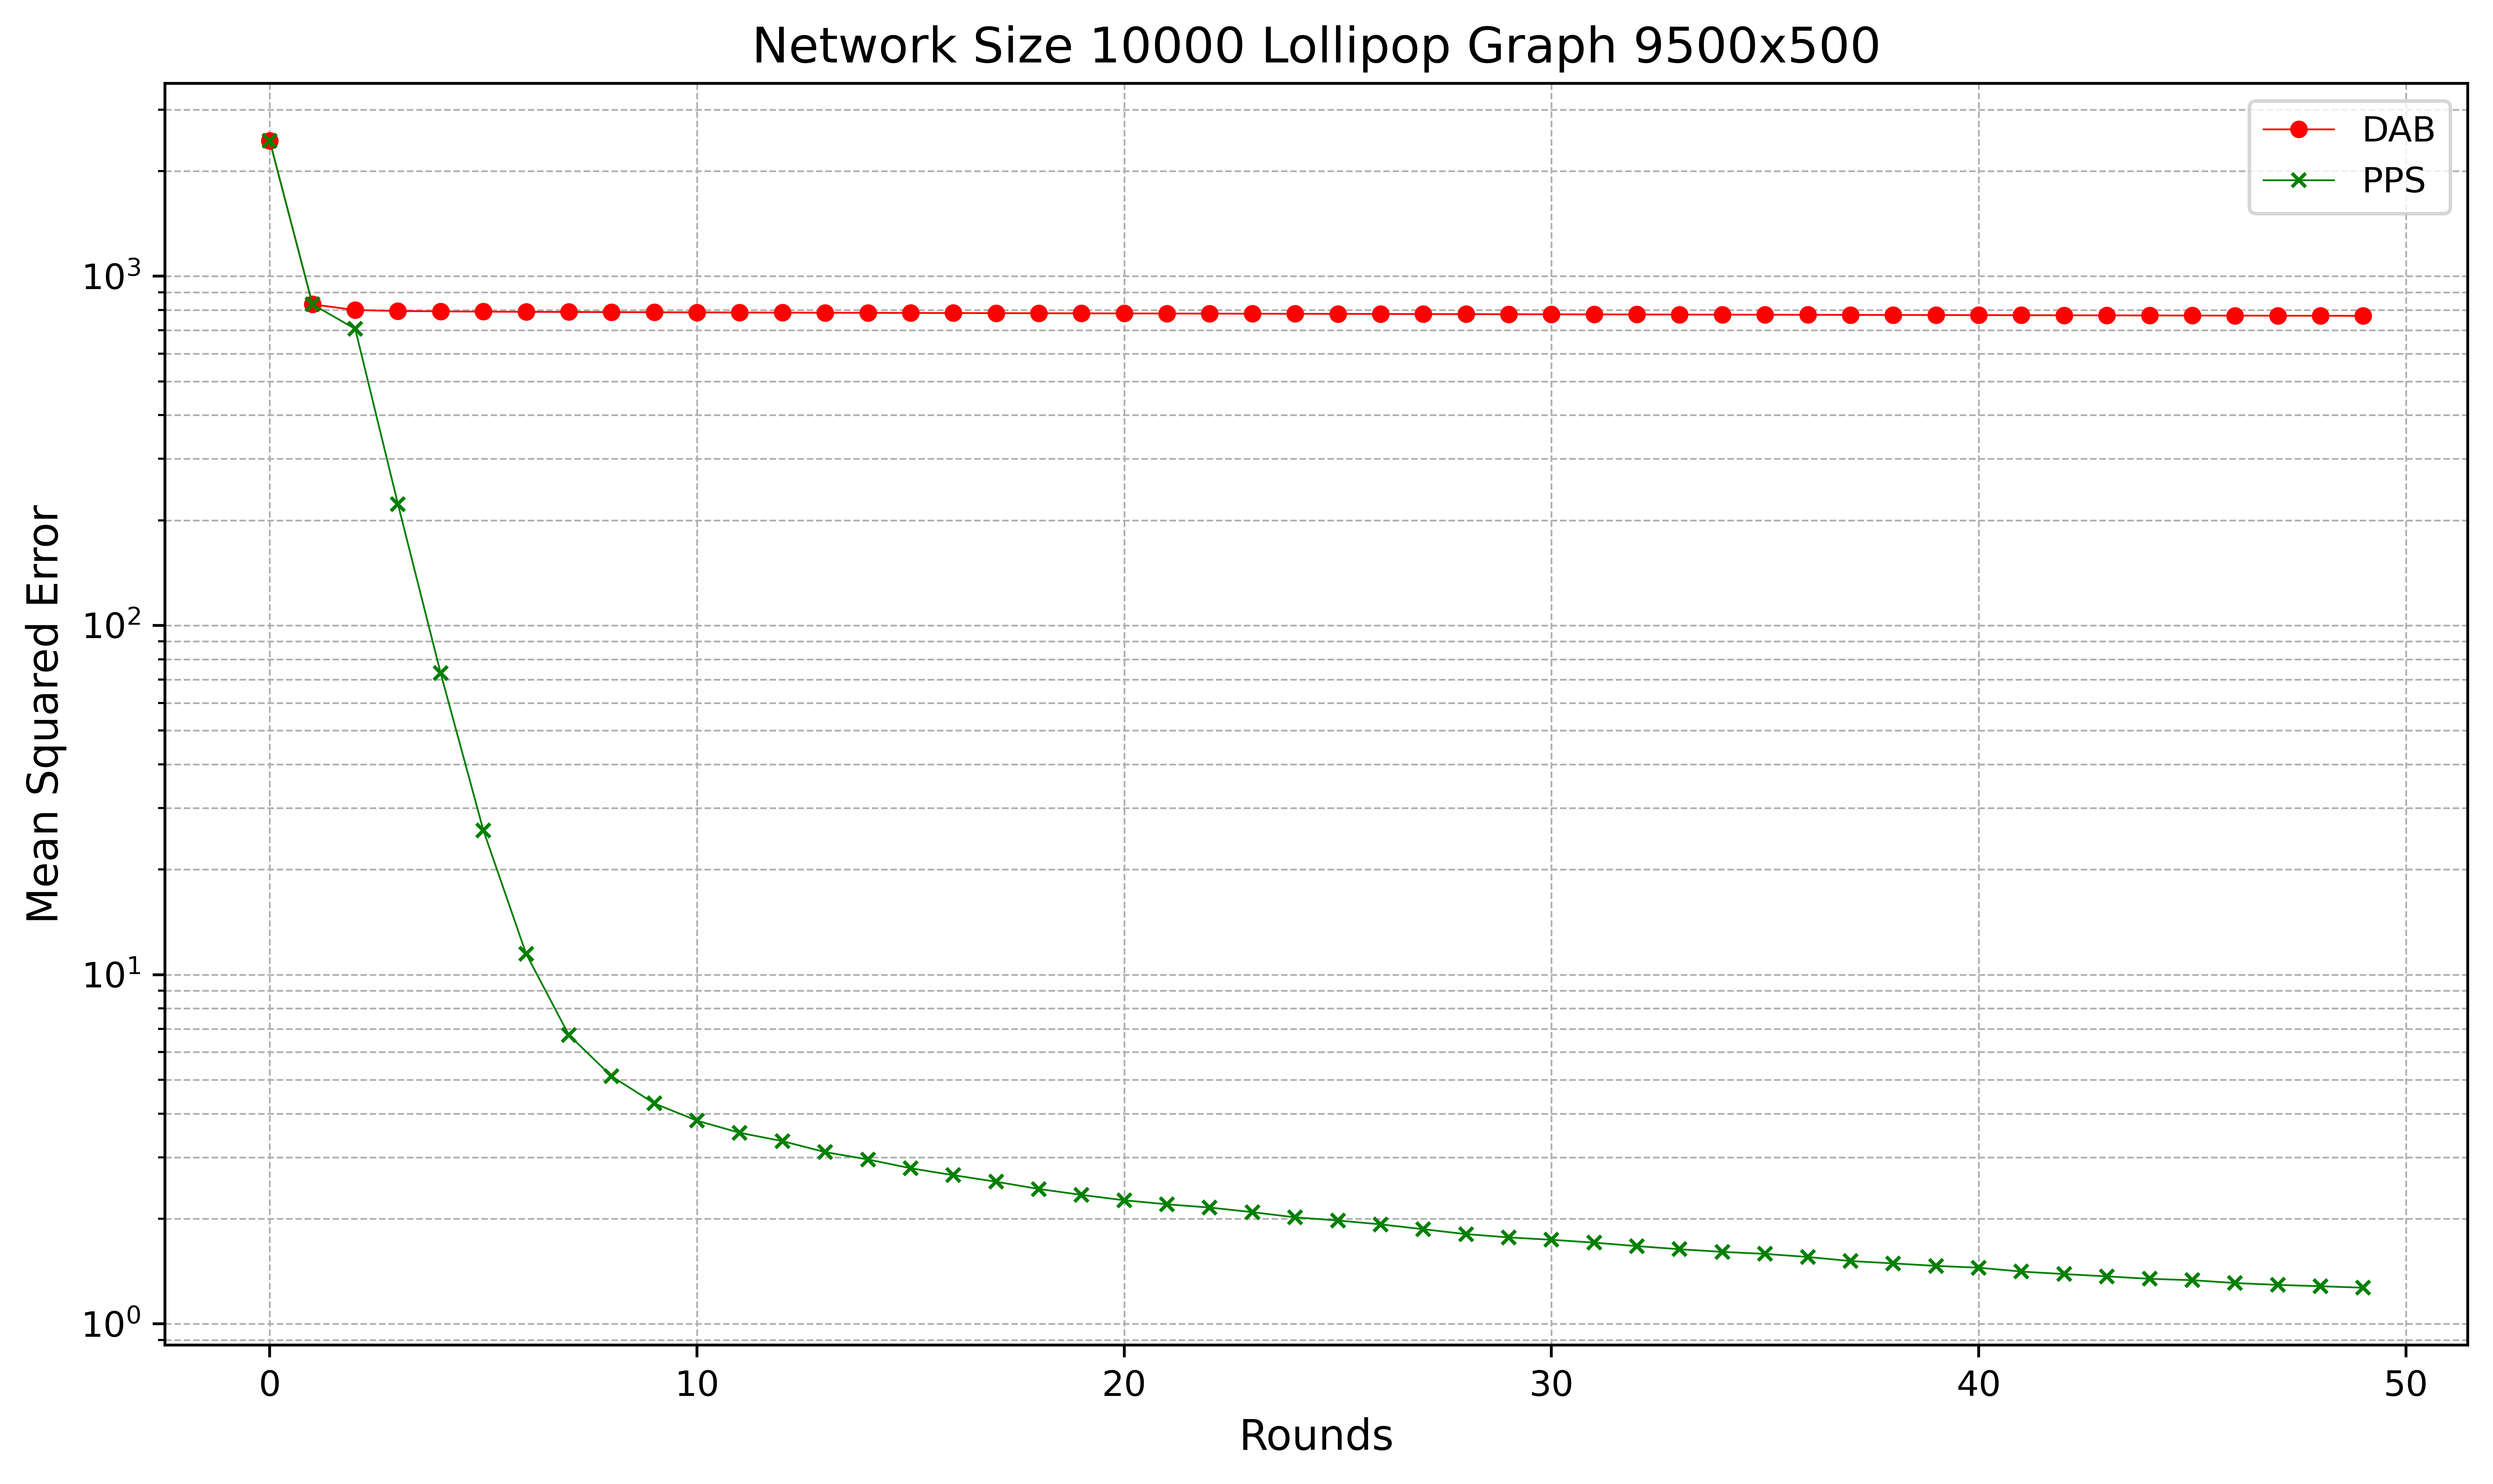 Network Size 10000 Lollipop Graph 9500x500
DAB
PPS
Mean Squared Error
10³
10²
10¹
10⁰
0 10 20 30 40 50
Rounds